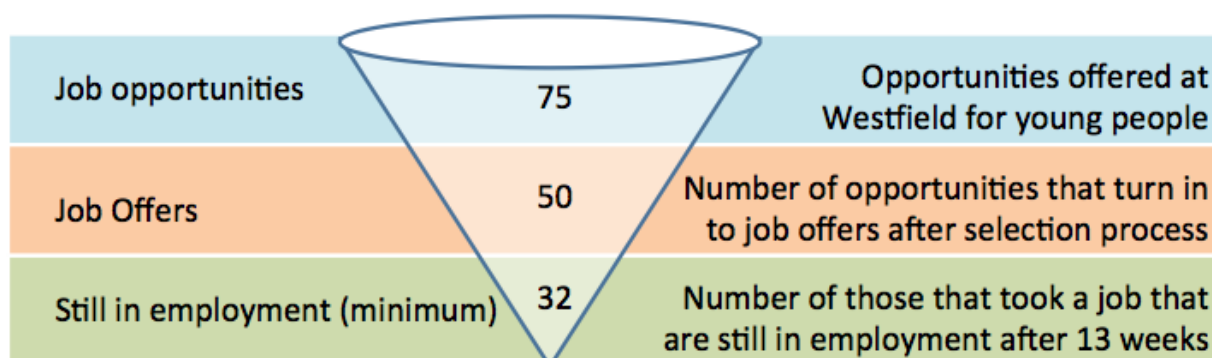 Job opportunities
75
Opportunities offered at
Westfield for young people
Job Offers
50
Number of opportunities that turn in
to job offers after selection process
Still in employment (minimum)
32
Number of those that took a job that
are still in employment after 13 weeks